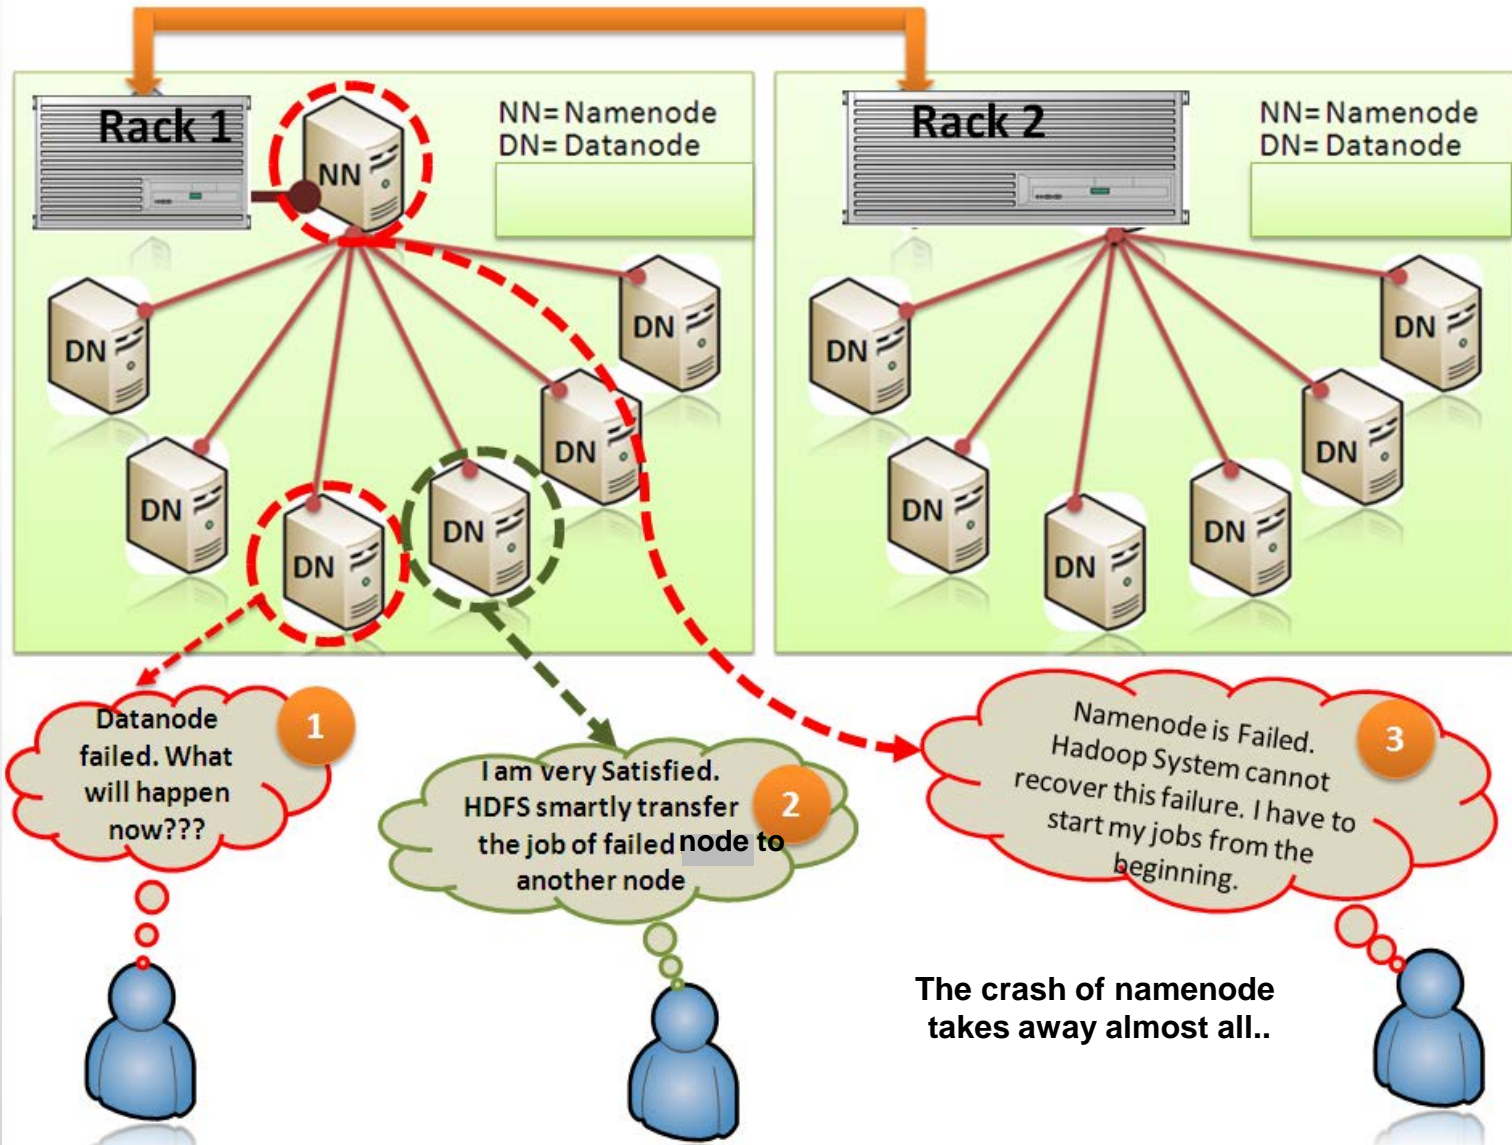 Rack 1
NN
NN= Namenode
DN= Datanode
DN
DN
DN
DN
DN
DN
Rack 2
NN= Namenode
DN= Datanode
DN
DN
DN
DN
DN
DN
Datanode
failed. What
will happen
now???
1
I am very Satisfied.
HDFS smartly transfer
the job of failed node to
another node
2
Namenode is Failed.
Hadoop System cannot
recover this failure. I have to
start my jobs from the
beginning.
3
The crash of namenode
takes away almost all..